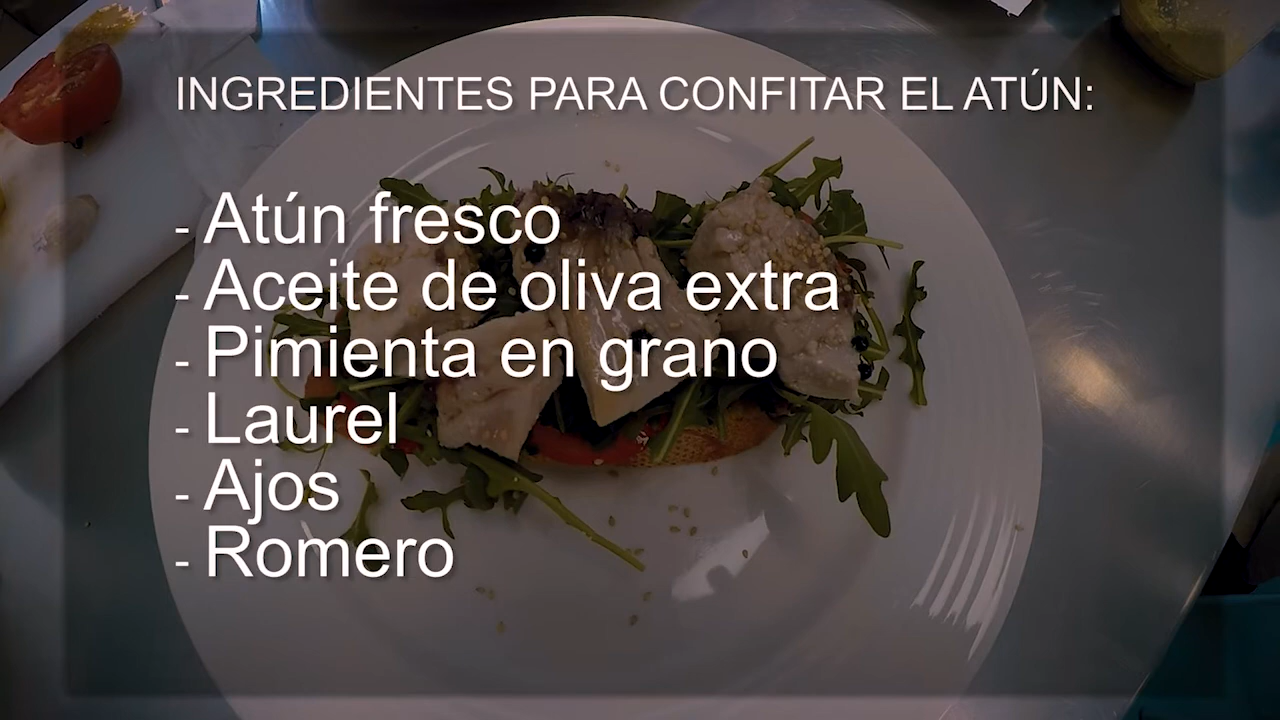 INGREDIENTES PARA CONFITAR EL ATÚN:
- Atún fresco
- Aceite de oliva extra
- Pimienta en grano
- Laurel
- Ajos
- Romero